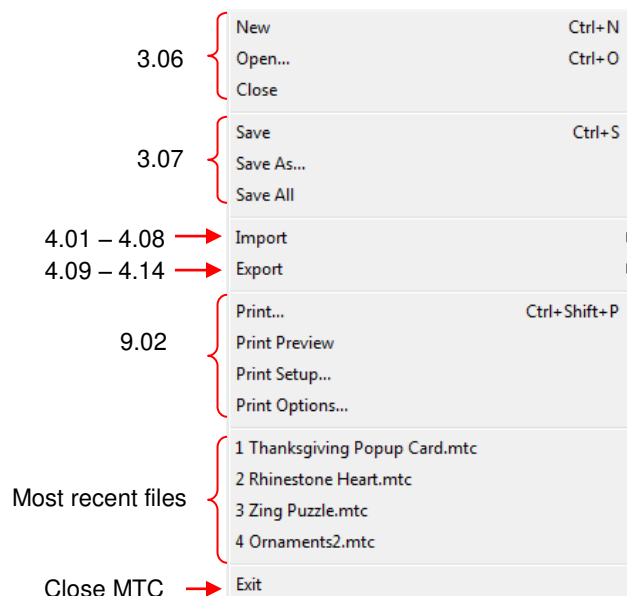 New Ctrl+N
3.06 Open... Ctrl+O
Close
Save Ctrl+S
3.07 Save As...
Save All
4.01 – 4.08 Import
4.09 – 4.14 Export
Print... Ctrl+Shift+P
9.02 Print Preview
Print Setup...
Print Options...
1 Thanksgiving Popup Card.mtc
2 Rhinestone Heart.mtc
Most recent files 3 Zing Puzzle.mtc
4 Ornaments2.mtc
Close MTC Exit